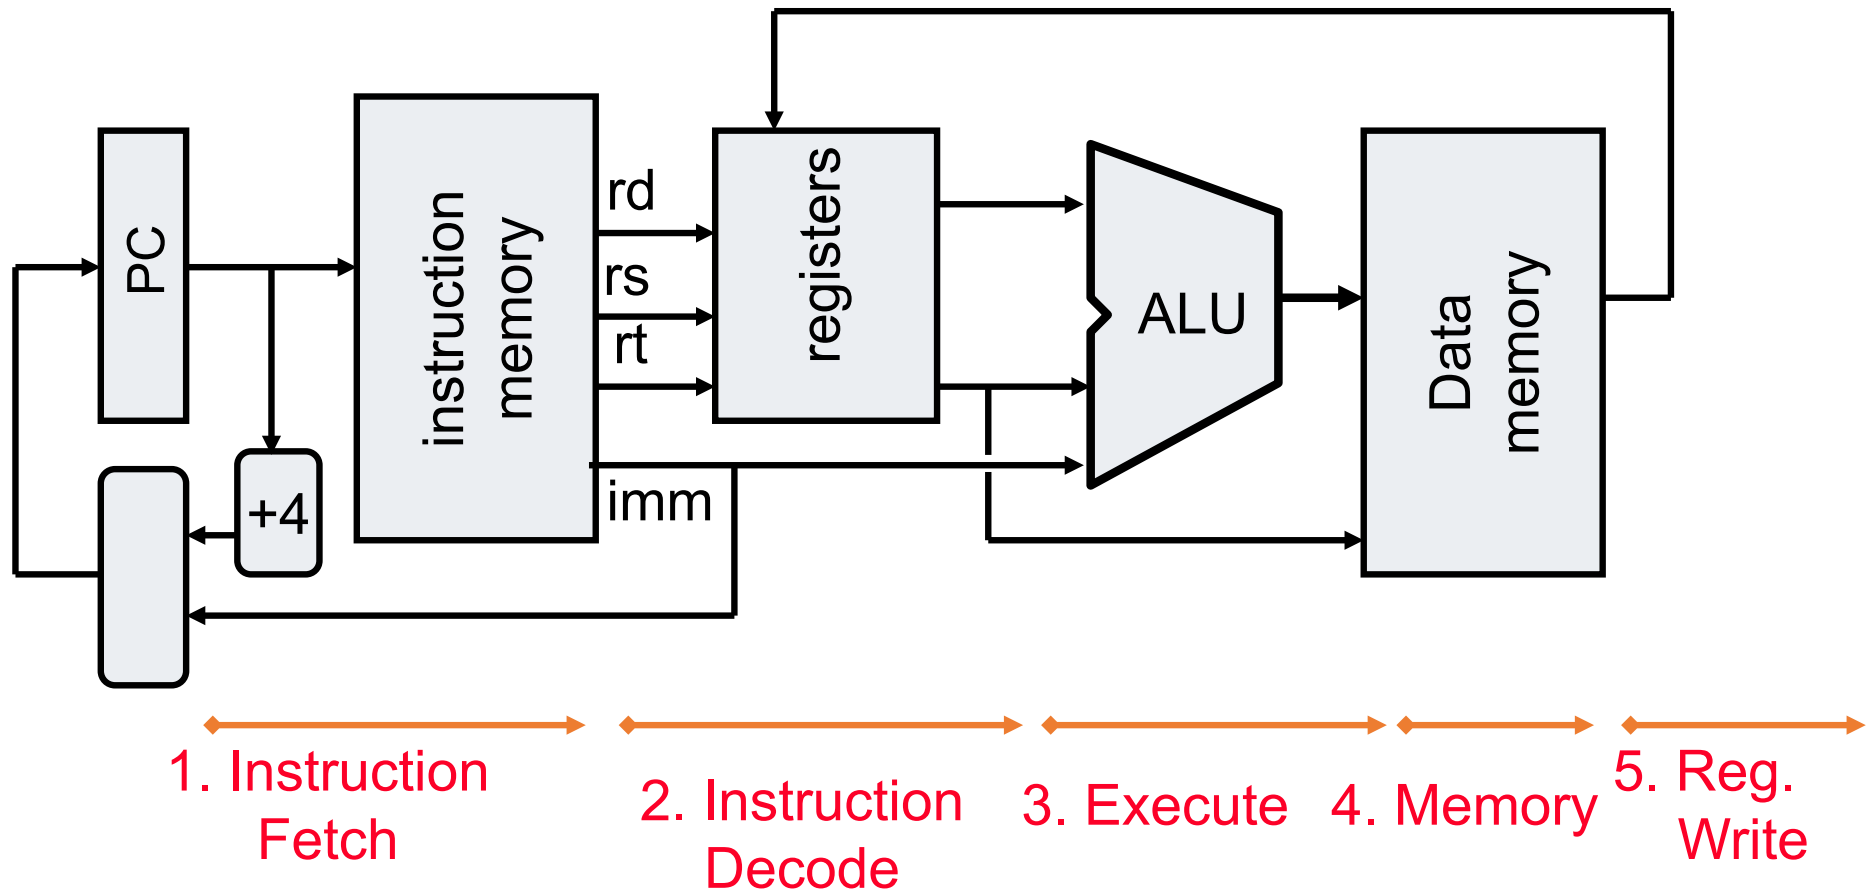 PC
+4
instruction
memory
rd
rs
rt
imm
registers
ALU
Data
memory
1. Instruction
Fetch
2. Instruction
Decode
3. Execute
4. Memory
5. Reg.
Write